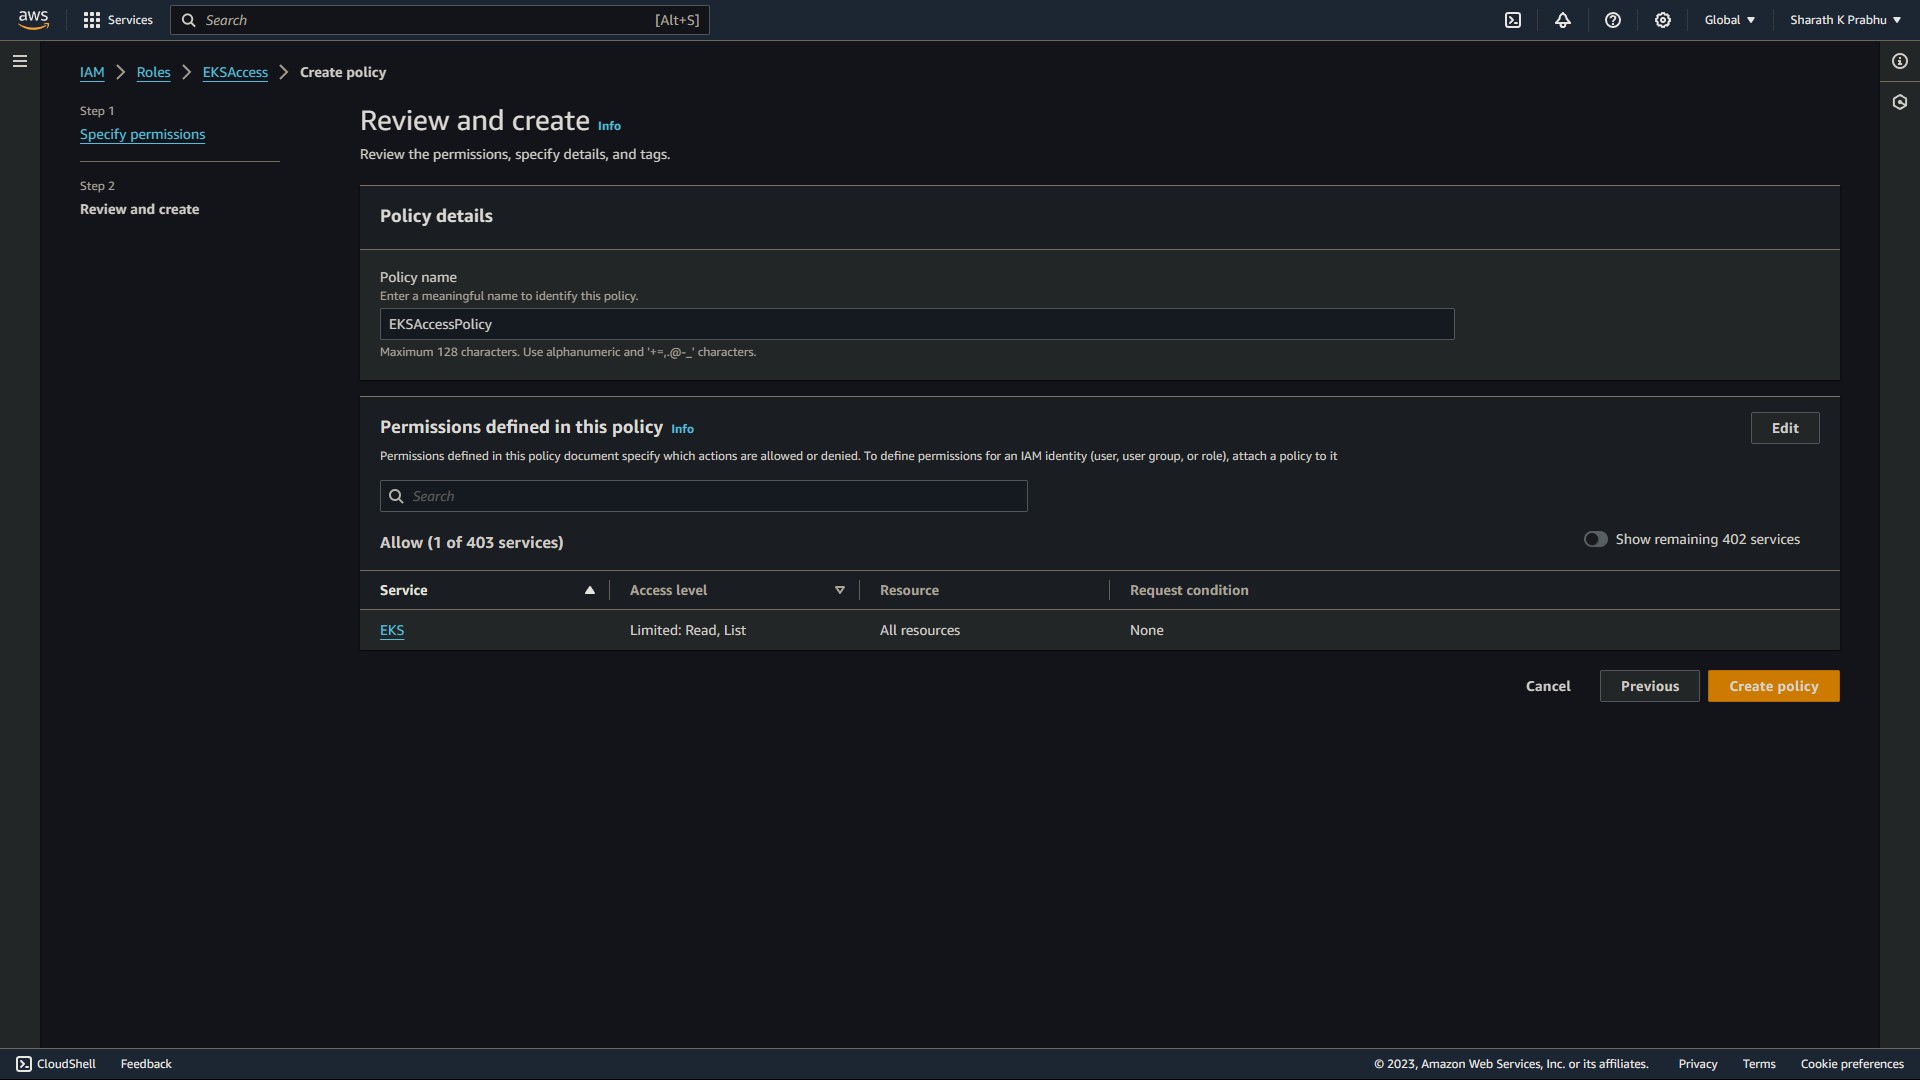 aws
Services
Search
[Alt+S]
Global
Sharath K Prabhu
IAM
Roles
EKSAccess
Create policy
Step 1
Specify permissions
Step 2
Review and create
Review and create Info
Review the permissions, specify details, and tags.
Policy details
Policy name
Enter a meaningful name to identify this policy.
EKSAccessPolicy
Maximum 128 characters. Use alphanumeric and '+=,.@-_' characters.
Permissions defined in this policy Info
Edit
Permissions defined in this policy document specify which actions are allowed or denied. To define permissions for an IAM identity (user, user group, or role), attach a policy to it
Search
Allow (1 of 403 services)
Show remaining 402 services
Service
Access level
Resource
Request condition
EKS
Limited: Read, List
All resources
None
Cancel
Previous
Create policy
CloudShell
Feedback
© 2023, Amazon Web Services, Inc. or its affiliates.
Privacy
Terms
Cookie preferences